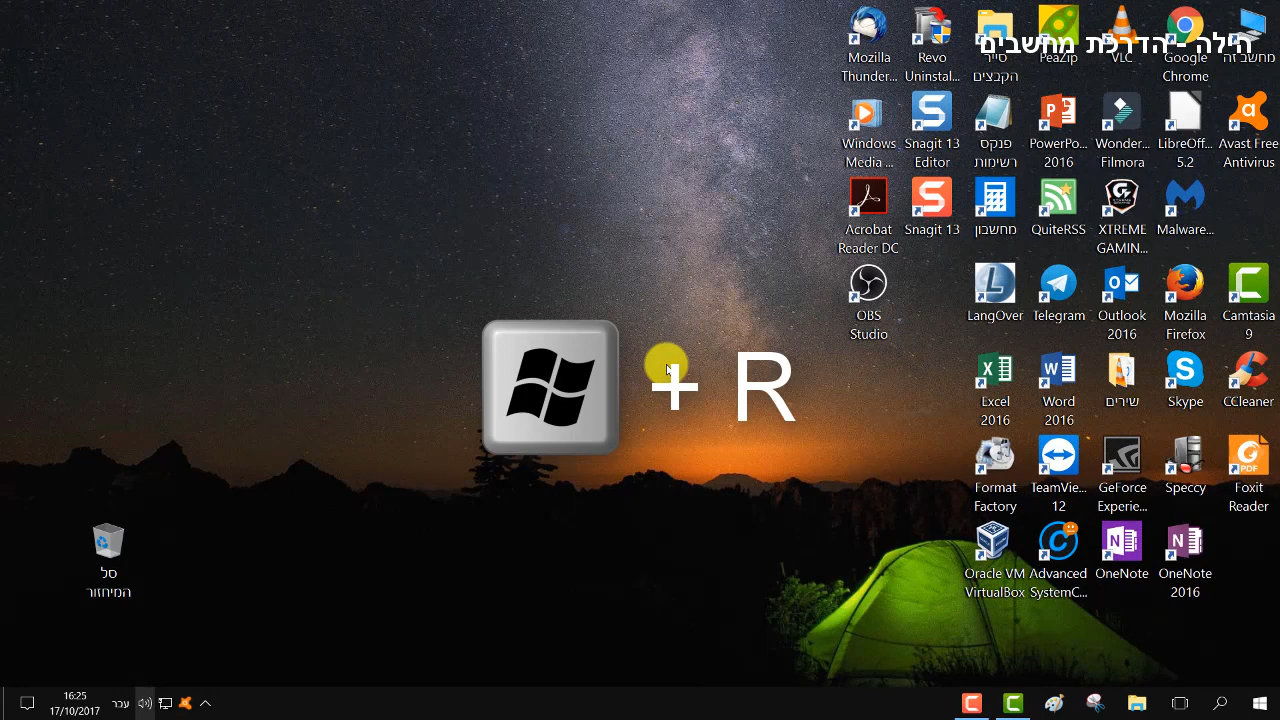 הילה - הדרכת מחשבים
Mozilla
Thunder...
Revo
Uninstal...
סייר
הקבצים
PeaZip
VLC
Google
Chrome
מחשב זה
Windows
Media ...
Snagit 13
Editor
פנקס
רשימות
PowerPo...
2016
Wonder...
Filmora
LibreOff...
5.2
Avast Free
Antivirus
Acrobat
Reader DC
Snagit 13
מחשבון
QuiteRSS
XTREME
GAMIN...
Malware...
OBS
Studio
LangOver
Telegram
Outlook
2016
Mozilla
Firefox
Camtasia
9
+ R
Excel
2016
Word
2016
שירים
Skype
CCleaner
Format
Factory
TeamVie...
12
GeForce
Experie...
Speccy
Foxit
Reader
Oracle VM
VirtualBox
Advanced
SystemC...
OneNote
OneNote
2016
סל
המיחזור
16:25
17/10/2017
עבר